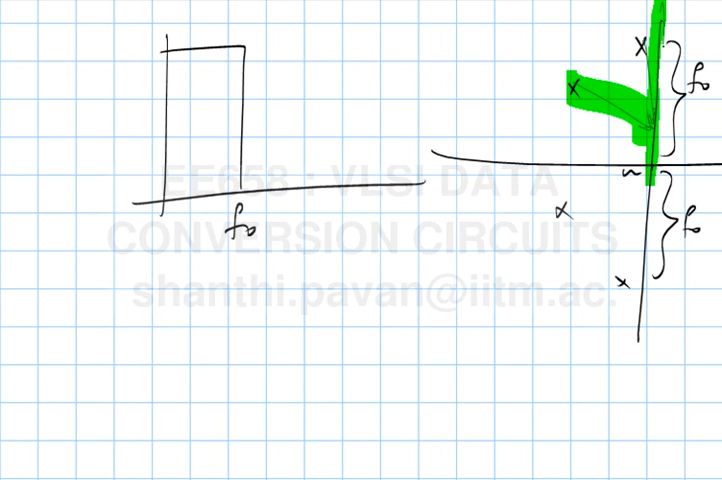 x
f₀
x
EE658 : VLSI DATA
x
f₀
f₀
CONVERSION CIRCUITS
x
shanthi.pavan@iitm.ac.